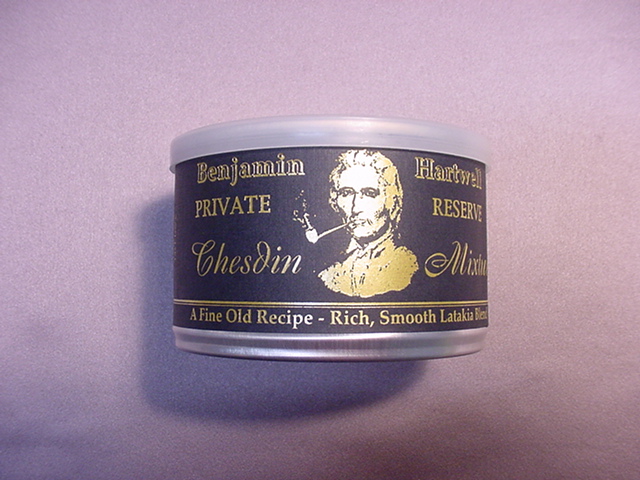 Benjamin Hartwell
PRIVATE RESERVE
Chesdin Mixtu
A Fine Old Recipe - Rich, Smooth Latakia Blend